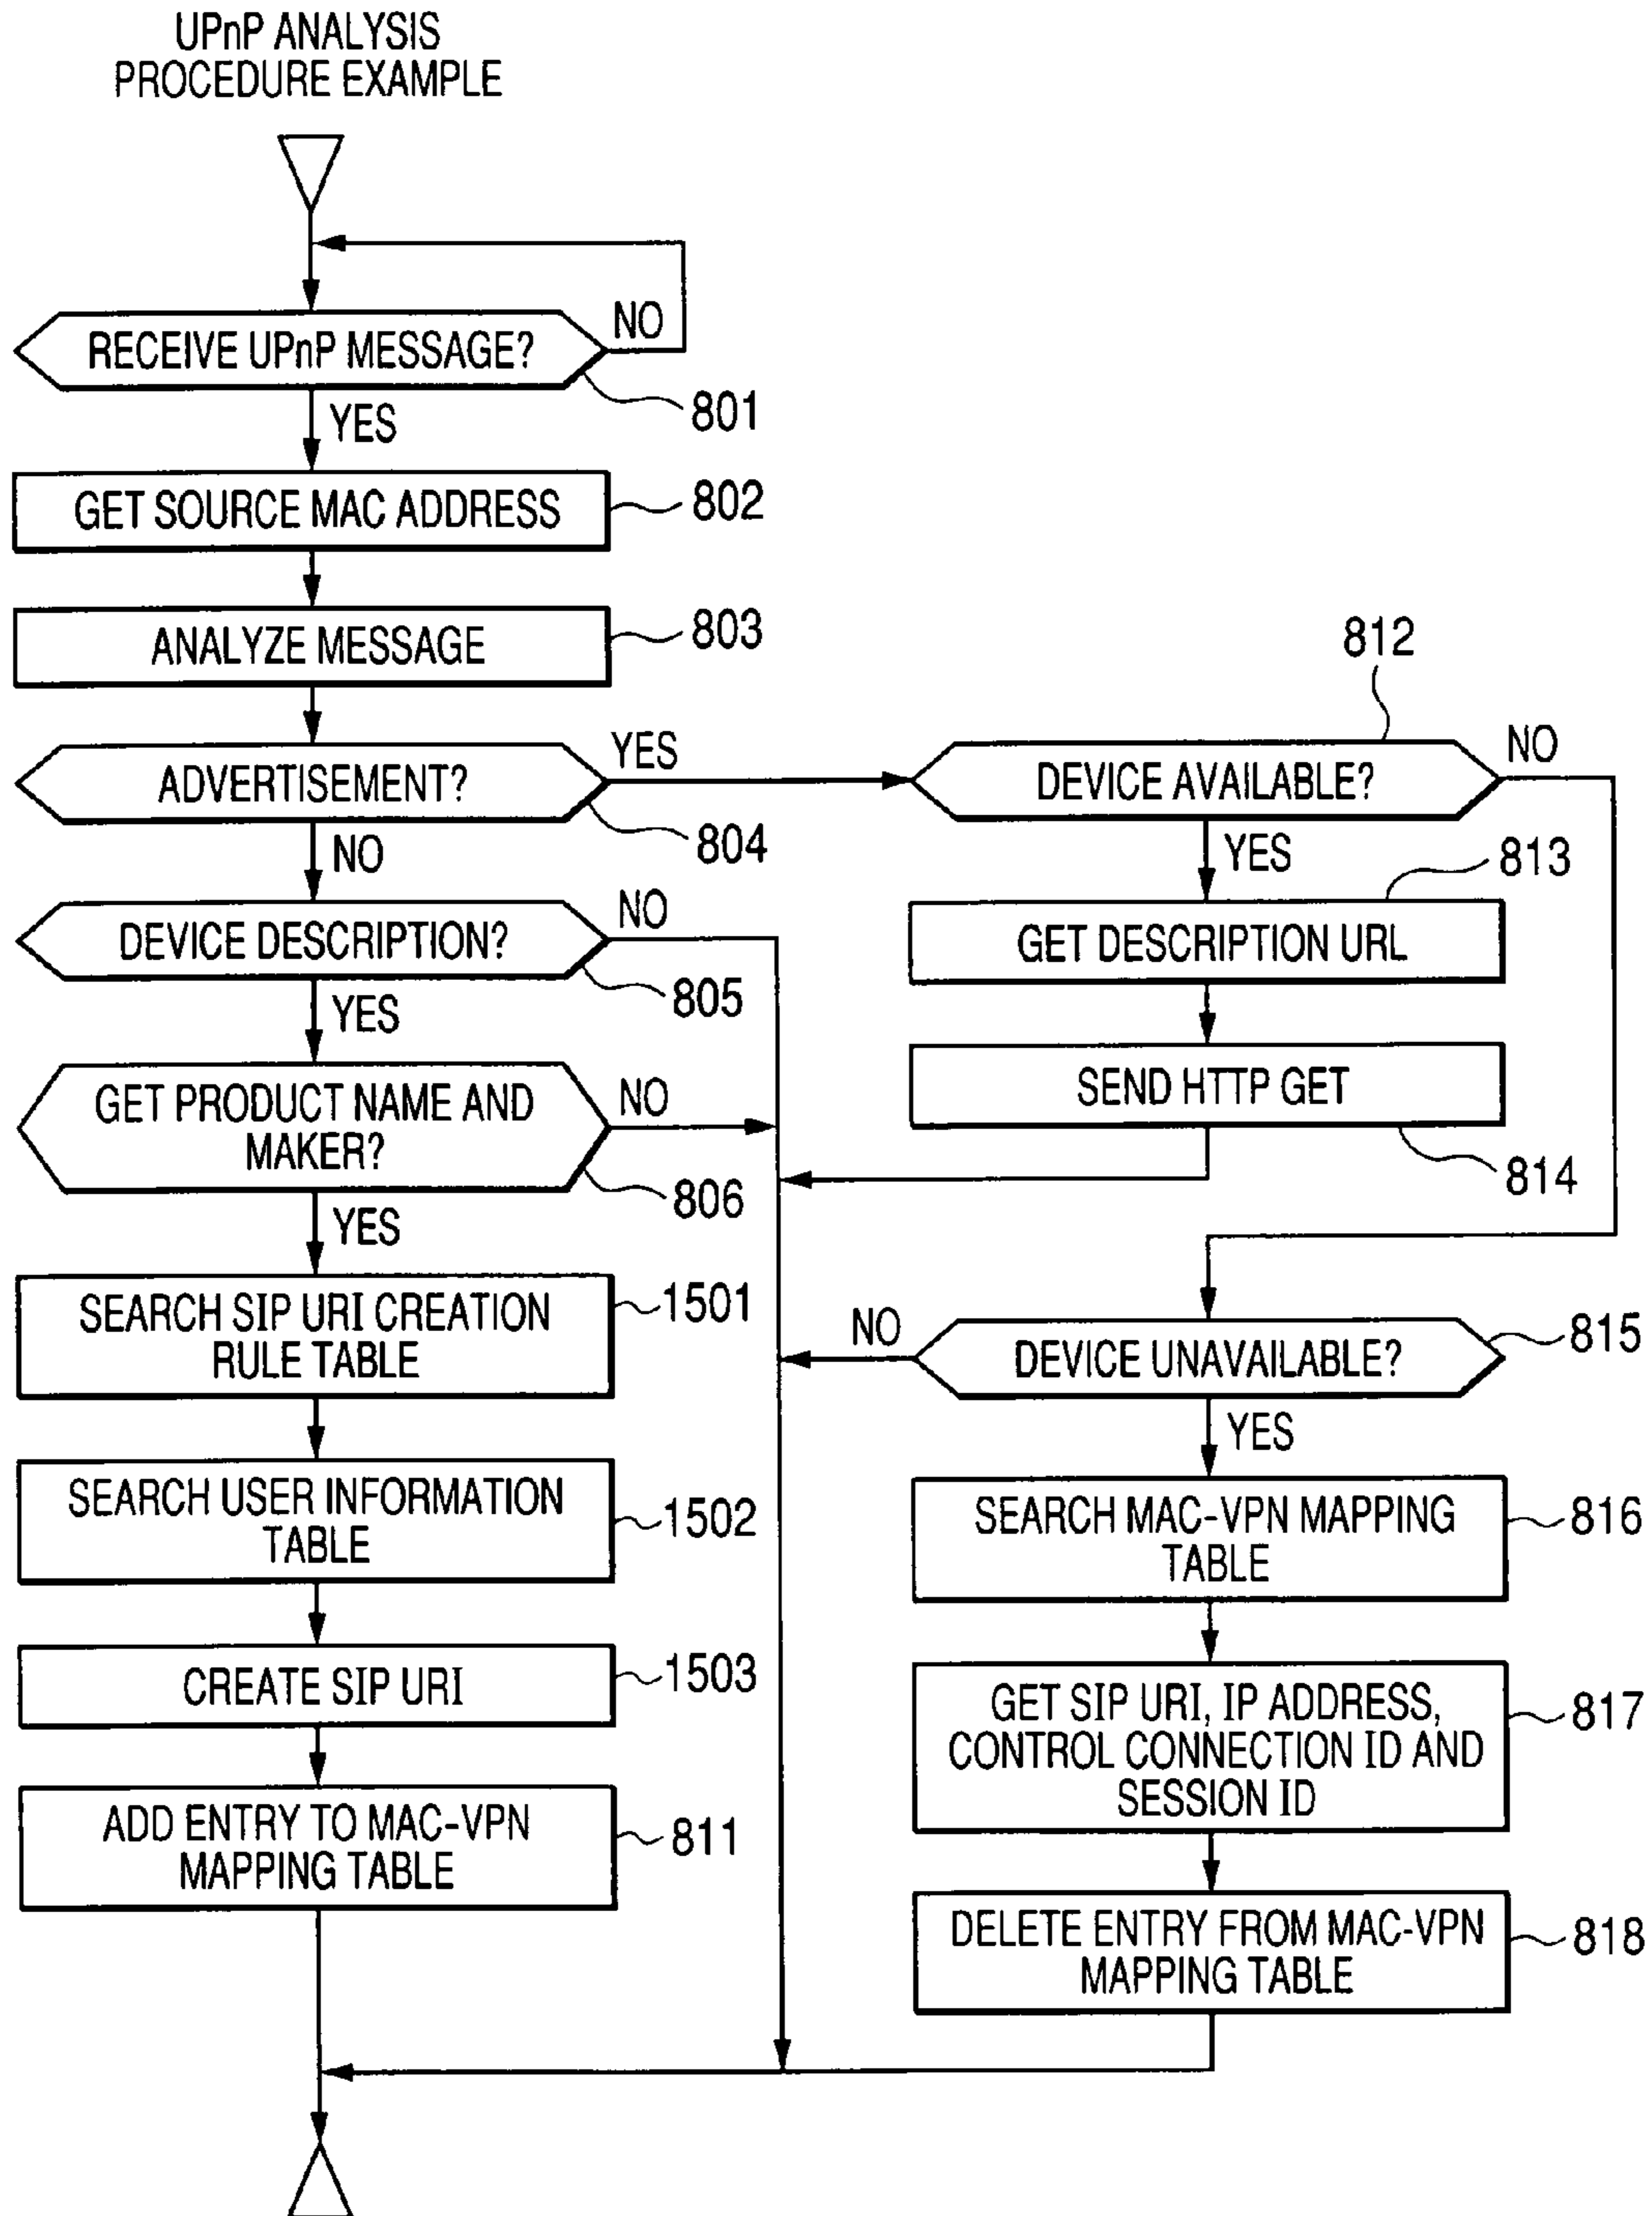 UPnP ANALYSIS
PROCEDURE EXAMPLE
RECEIVE UPnP MESSAGE?
NO
801
YES
GET SOURCE MAC ADDRESS
802
ANALYZE MESSAGE
803
ADVERTISEMENT?
YES
804
NO
DEVICE DESCRIPTION?
NO
805
YES
GET PRODUCT NAME AND
MAKER?
NO
806
YES
SEARCH SIP URI CREATION
RULE TABLE
1501
SEARCH USER INFORMATION
TABLE
1502
CREATE SIP URI
1503
ADD ENTRY TO MAC-VPN
MAPPING TABLE
811
812
DEVICE AVAILABLE?
NO
YES
813
GET DESCRIPTION URL
SEND HTTP GET
814
NO
DEVICE UNAVAILABLE?
815
YES
SEARCH MAC-VPN MAPPING
TABLE
816
GET SIP URI, IP ADDRESS,
CONTROL CONNECTION ID AND
SESSION ID
817
DELETE ENTRY FROM MAC-VPN
MAPPING TABLE
818